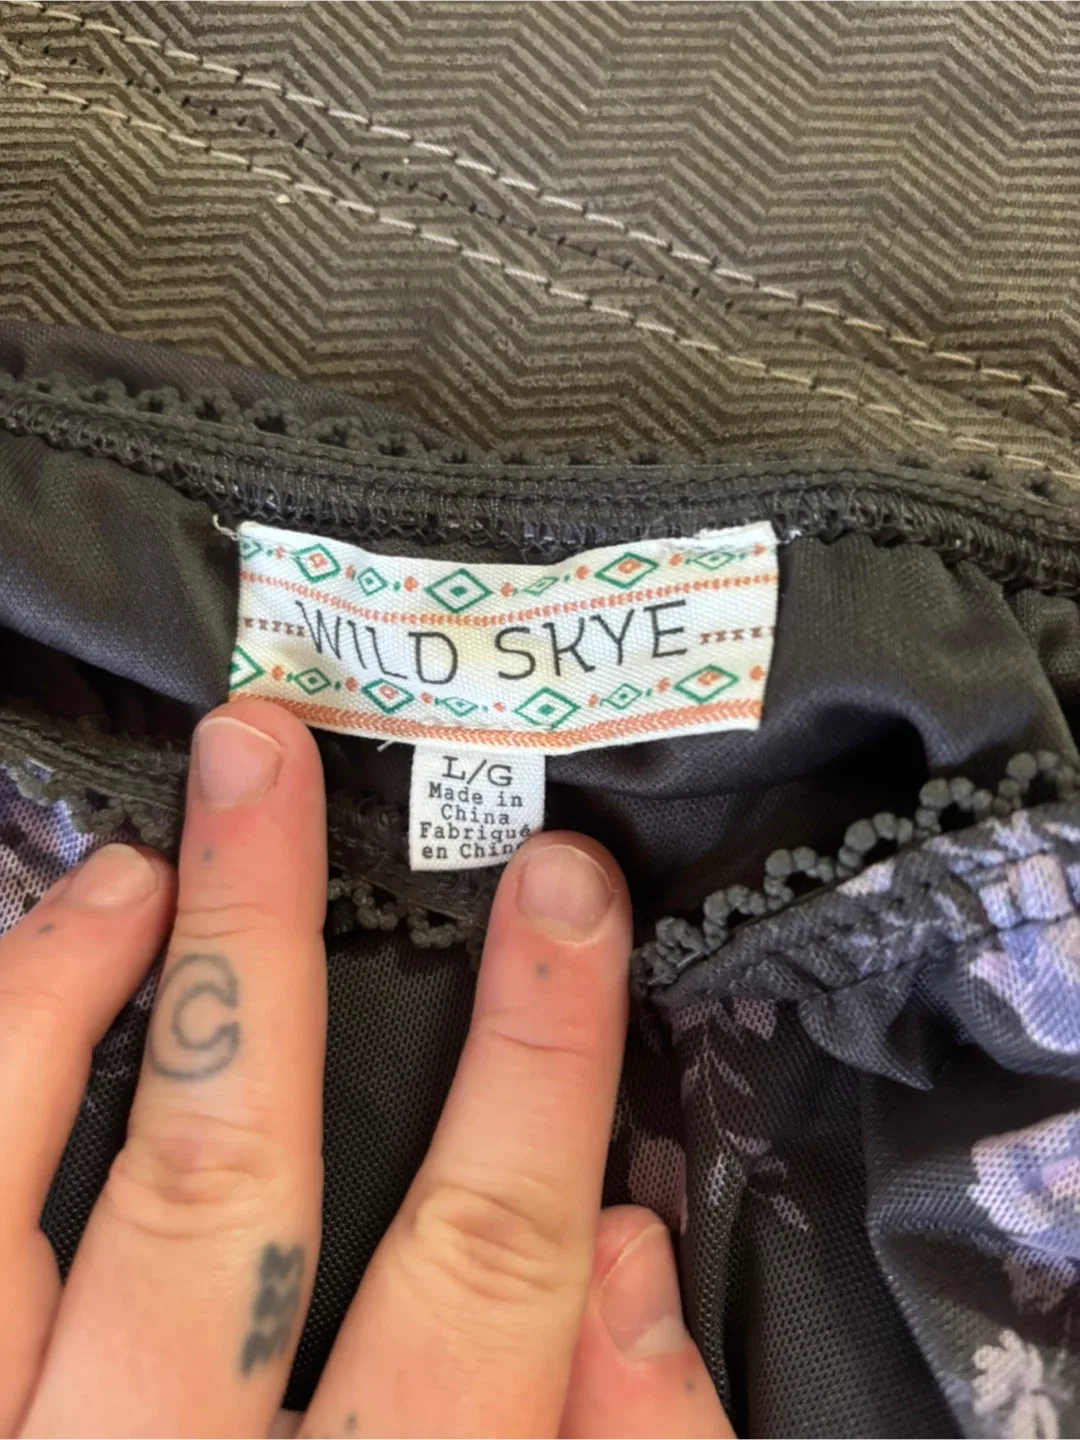 WILD SKYE
L/G
Made in
China
Fabriqué
en Chine
C